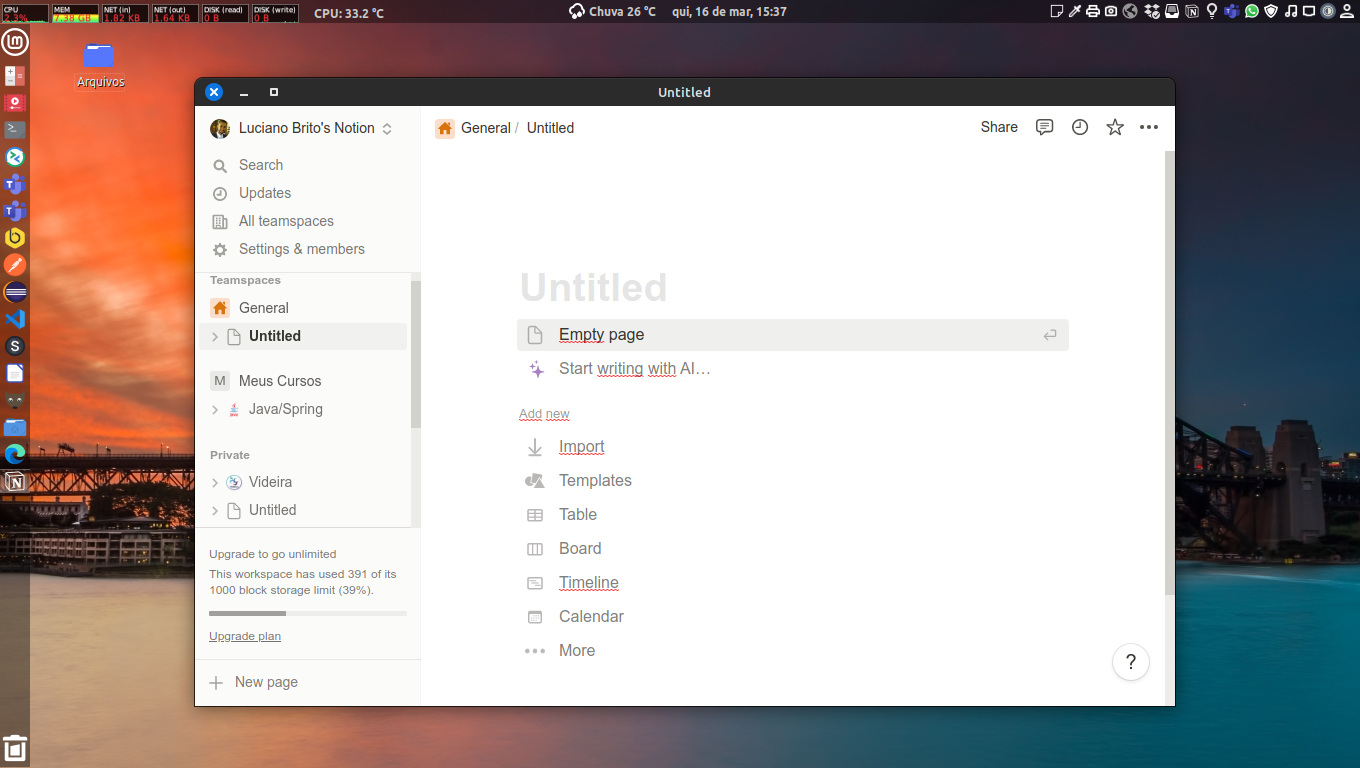 CPU
2.3%
MEM
7.38 GB
NET (in)
1.82 KB
NET (out)
1.64 KB
DISK (read)
0 B
DISK (write)
0 B
CPU: 33.2 °C
Chuva 26 °C
qui, 16 de mar, 15:37
Arquivos
Untitled
Luciano Brito's Notion
General / Untitled
Share
Search
Updates
All teamspaces
Settings & members
Teamspaces
General
Untitled
M Meus Cursos
Java/Spring
Private
Videira
Untitled
Upgrade to go unlimited
This workspace has used 391 of its
1000 block storage limit (39%).
Upgrade plan
New page
Untitled
Empty page
Start writing with AI…
Add new
Import
Templates
Table
Board
Timeline
Calendar
More
?